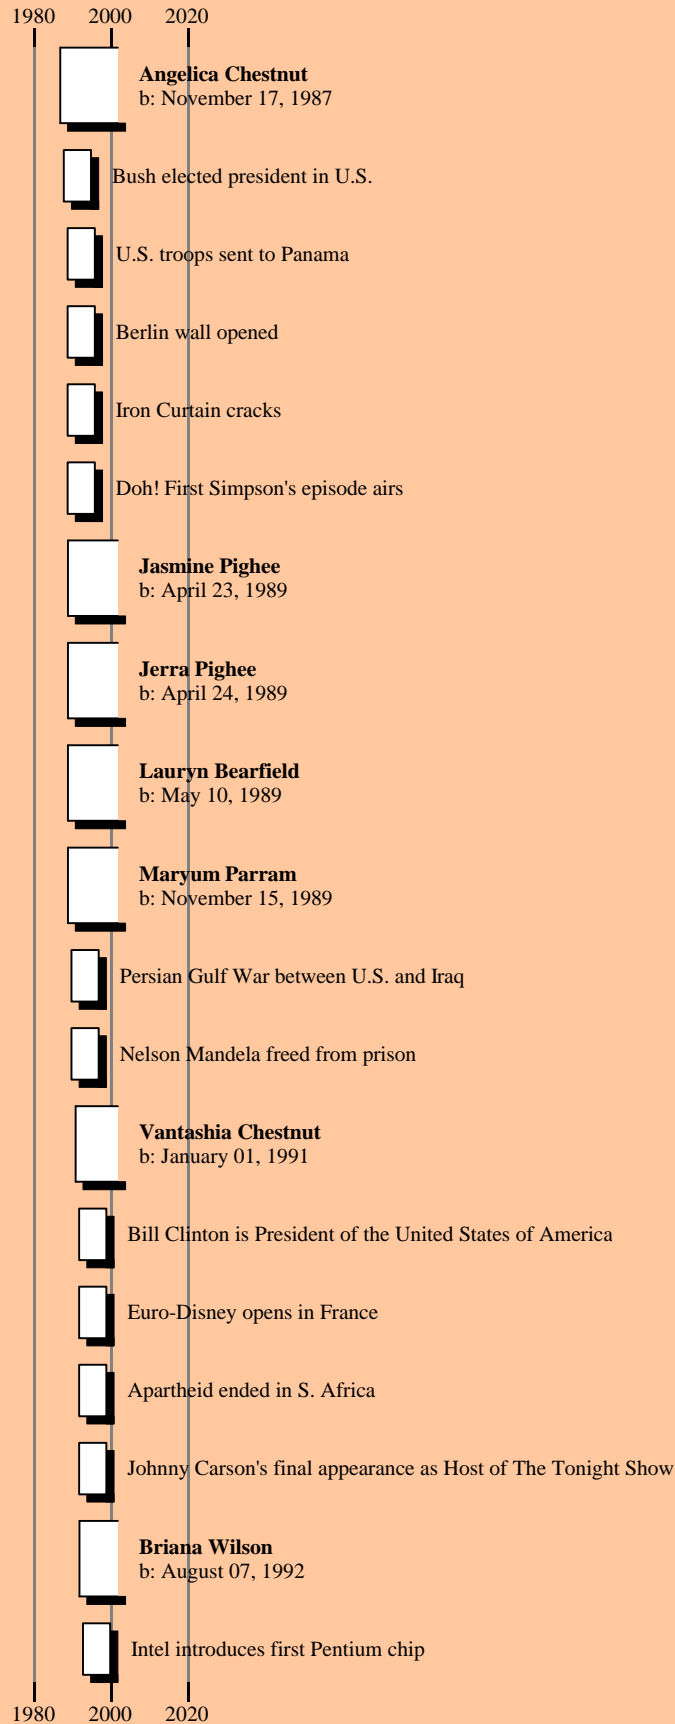 1980 2000 2020
Angelica Chestnut
b: November 17, 1987
Bush elected president in U.S.
U.S. troops sent to Panama
Berlin wall opened
Iron Curtain cracks
Doh! First Simpson's episode airs
Jasmine Pighee
b: April 23, 1989
Jerra Pighee
b: April 24, 1989
Lauryn Bearfield
b: May 10, 1989
Maryum Parram
b: November 15, 1989
Persian Gulf War between U.S. and Iraq
Nelson Mandela freed from prison
Vantashia Chestnut
b: January 01, 1991
Bill Clinton is President of the United States of America
Euro-Disney opens in France
Apartheid ended in S. Africa
Johnny Carson's final appearance as Host of The Tonight Show
Briana Wilson
b: August 07, 1992
Intel introduces first Pentium chip
1980 2000 2020